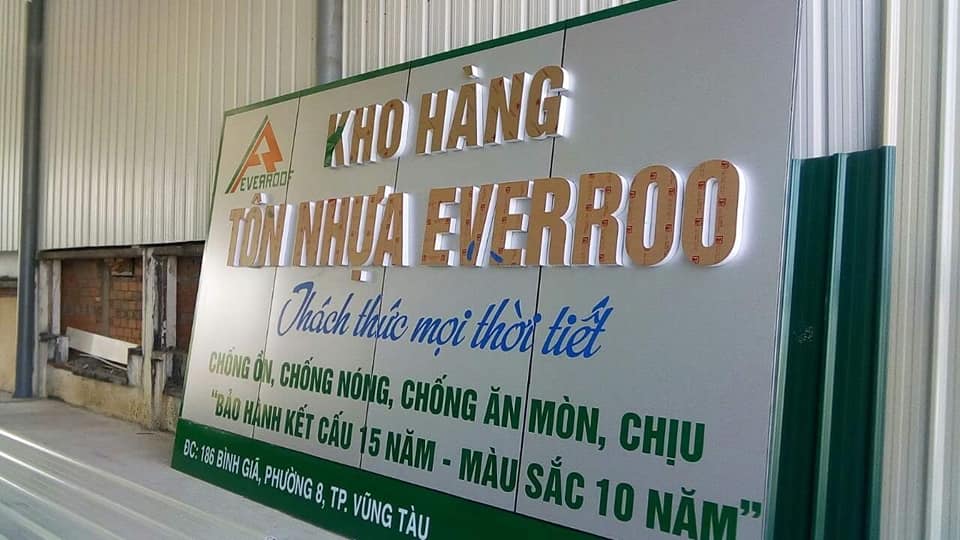 EVERROOF
KHO HÀNG
TÔN NHỰA EVERROO
Thách thức mọi thời tiết
CHỐNG ỒN, CHỐNG NÓNG, CHỐNG ĂN MÒN, CHỊU
"BẢO HÀNH KẾT CẤU 15 NĂM - MÀU SẮC 10 NĂM"
ĐC: 186 BÌNH GIÃ, PHƯỜNG 8, TP. VŨNG TÀU